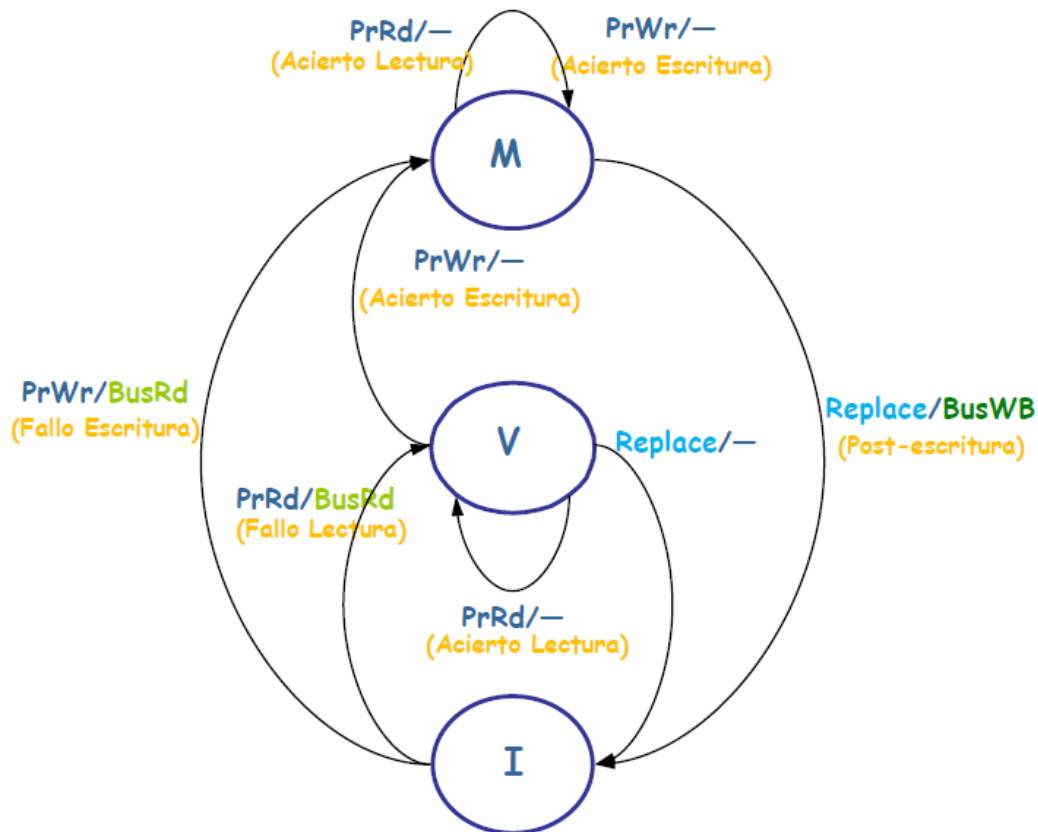 PrRd/—
(Acierto Lectura)
PrWr/—
(Acierto Escritura)
M
PrWr/—
(Acierto Escritura)
PrWr/BusRd
(Fallo Escritura)
V
Replace/—
Replace/BusWB
(Post-escritura)
PrRd/BusRd
(Fallo Lectura)
PrRd/—
(Acierto Lectura)
I